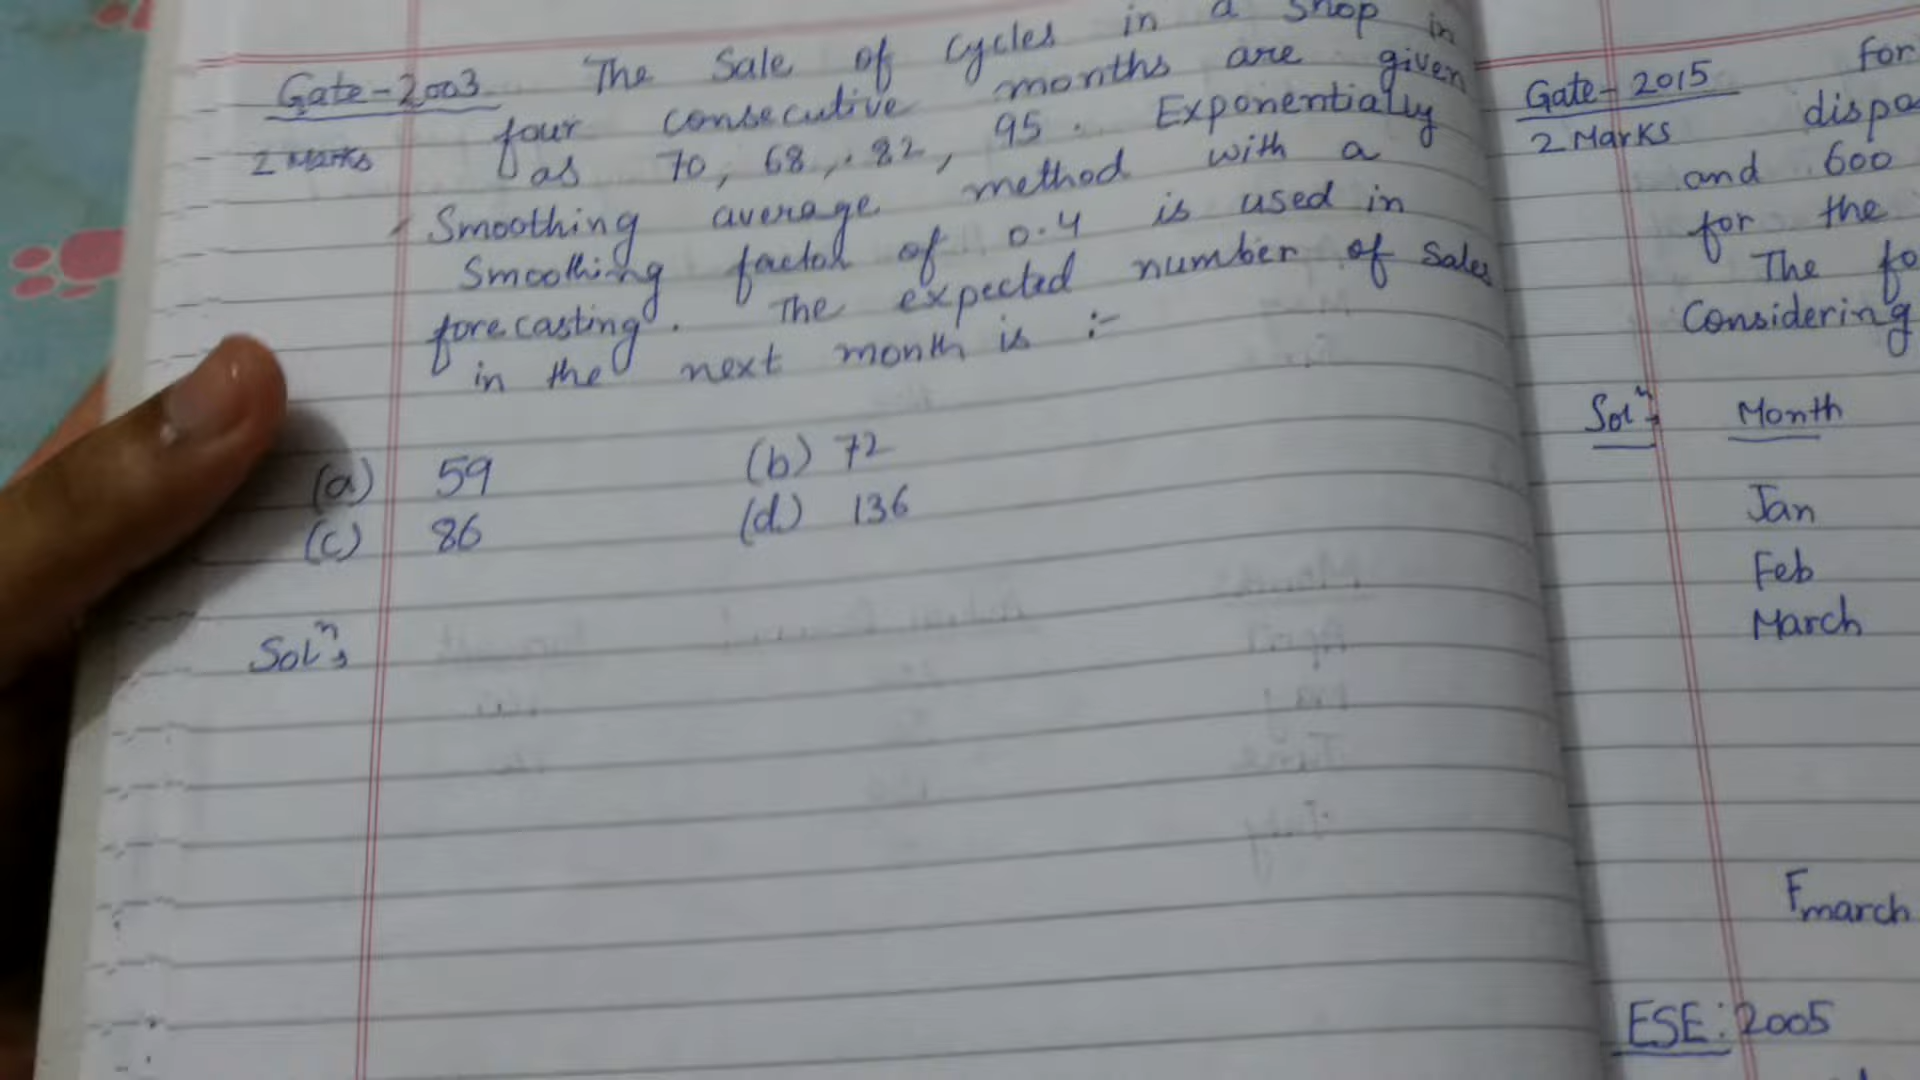 Gate-2003 The Sale of cycles in a shop in
2 Marks four consecutive months are given
as 70, 68, 82, 95. Exponentially
Smoothing average method with a
Smoothing factor of 0.4 is used in
forecasting. The expected number of Sales
in the next month is :-
(a) 59 (b) 72
(c) 86 (d) 136
Solⁿ:
Gate- 2015 For
2 Marks dispa
and 600
for the
The fo
Considering
Solⁿ: Month
Jan
Feb
March
Fmarch
ESE: 2005